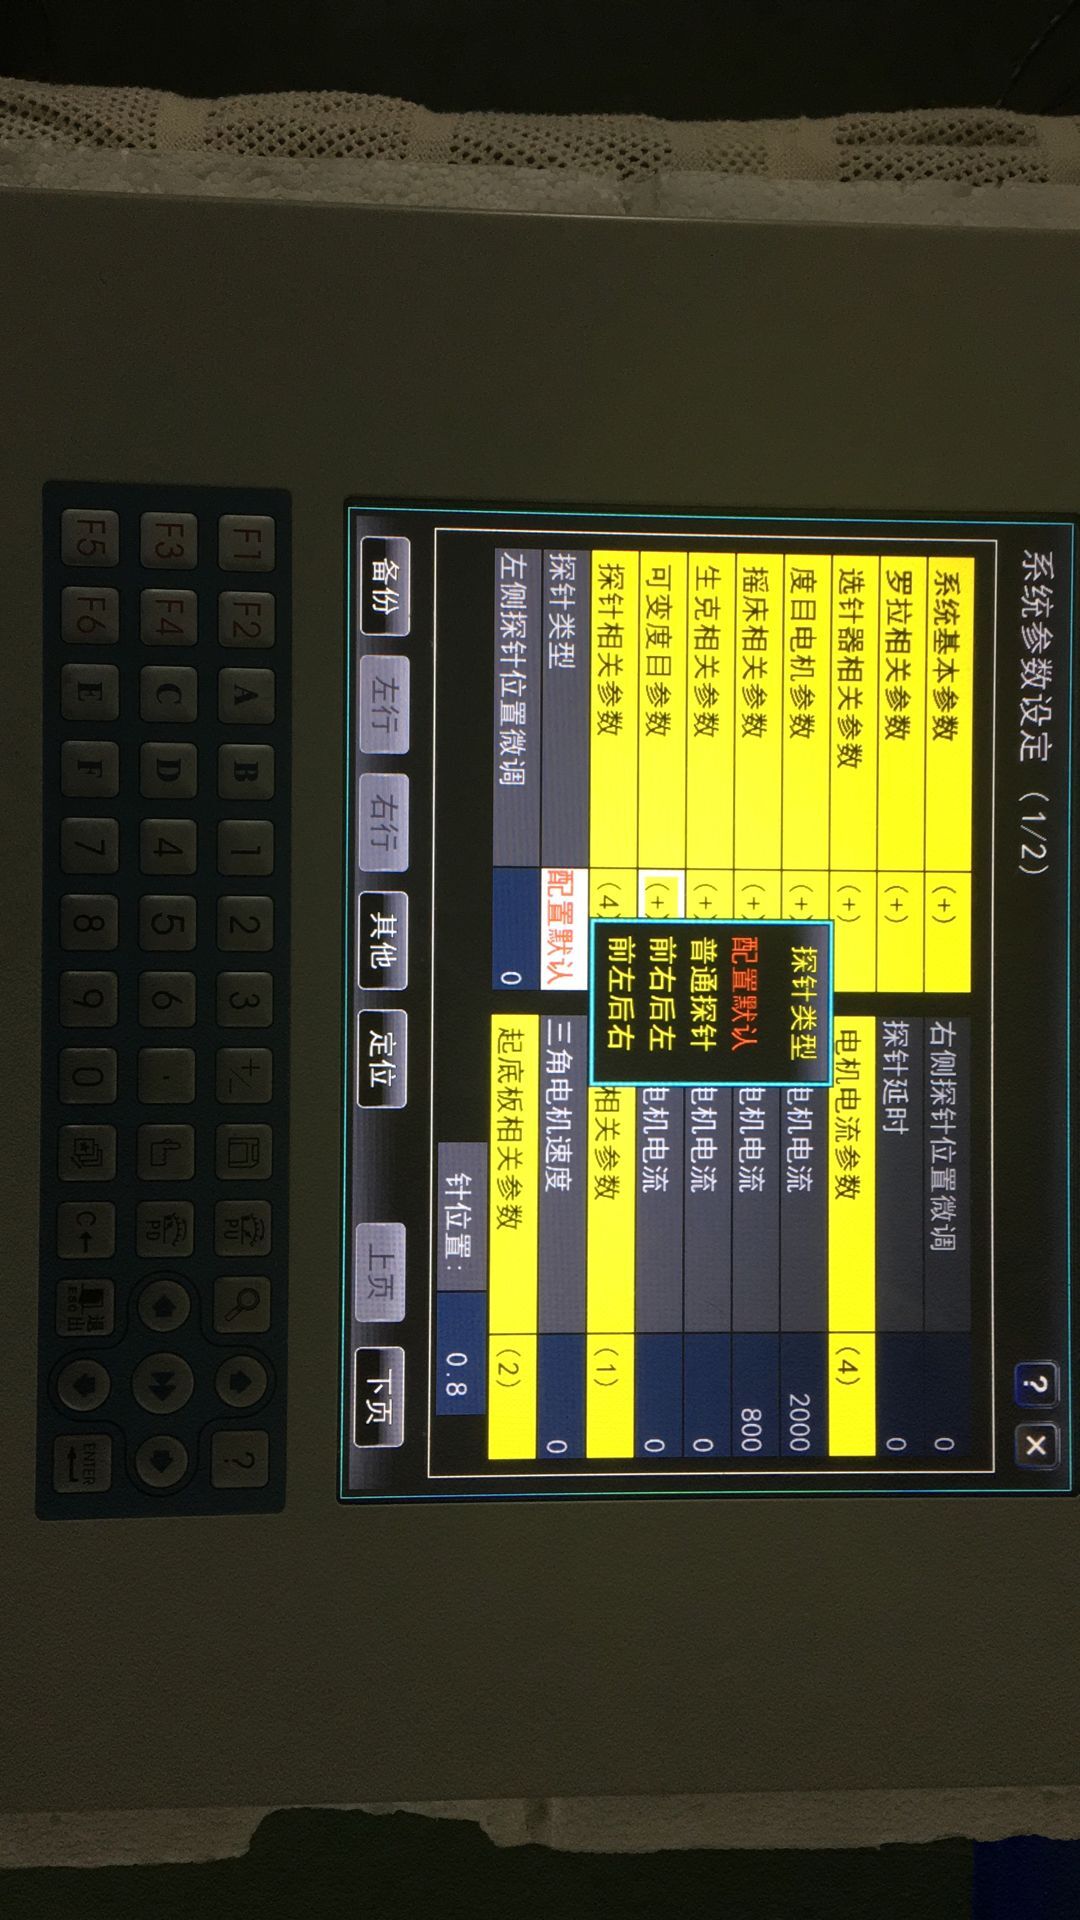 系统参数设定（1/2）
? X
系统基本参数 (+)
罗拉相关参数 (+)
选针器相关参数 (+)
度目电机参数 (+)
摇床相关参数 (+)
生克相关参数 (+)
可变度目参数 (+)
探针相关参数 (4)
探针类型 配置默认
左侧探针位置微调 0
右侧探针位置微调 0
探针延时 0
电机电流参数 (4)
电机电流 2000
电机电流 800
电机电流 0
电机电流 0
相关参数 (1)
三角电机速度 0
起底板相关参数 (2)
探针类型
配置默认
普通探针
前右后左
前左后右
针位置: 0.8
备份 左行 右行 其他 定位 上页 下页
F1 F2 A B 1 2 3 +/- PU ?
F3 F4 C D 4 5 6 . PD
F5 F6 E F 7 8 9 0 C← 退出 ESC ENTER